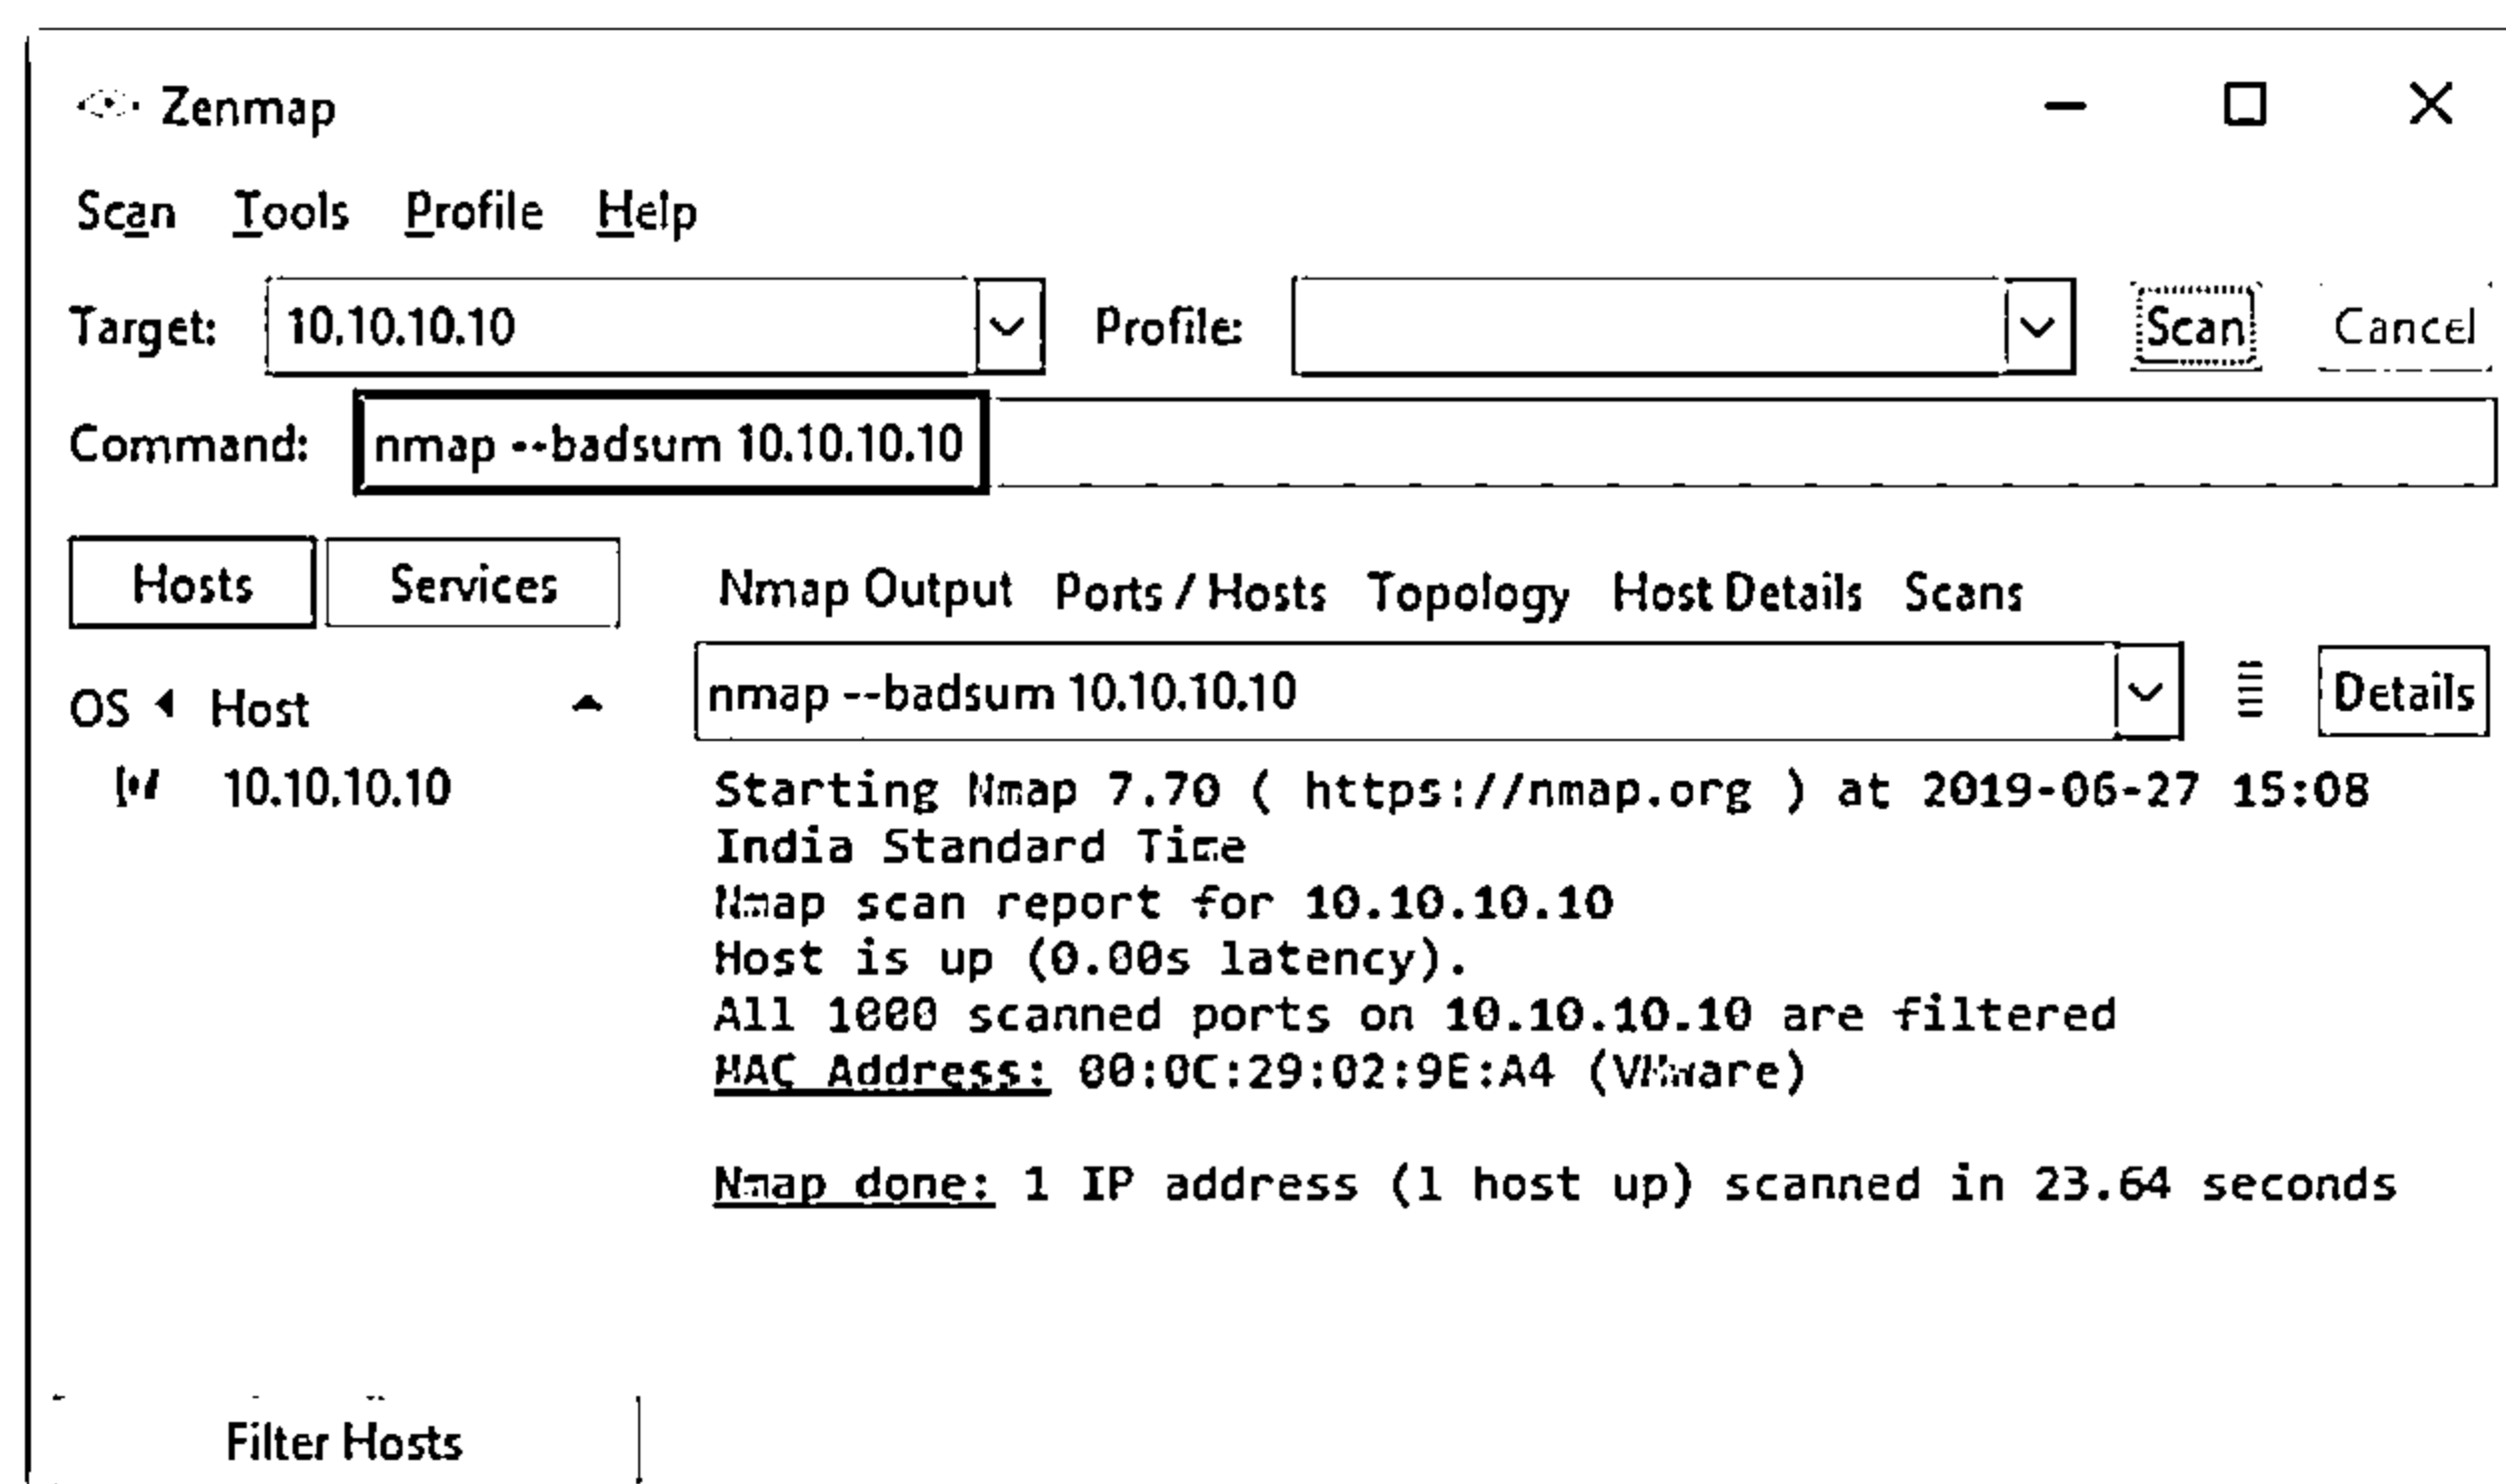 Zenmap
Scan Tools Profile Help
Target: 10.10.10.10 Profile: Scan Cancel
Command: nmap --badsum 10.10.10.10
Hosts Services Nmap Output Ports / Hosts Topology Host Details Scans
OS Host nmap --badsum 10.10.10.10 Details
10.10.10.10
Starting Nmap 7.70 ( https://nmap.org ) at 2019-06-27 15:08
India Standard Time
Nmap scan report for 10.10.10.10
Host is up (0.00s latency).
All 1000 scanned ports on 10.10.10.10 are filtered
MAC Address: 00:0C:29:02:9E:A4 (VMware)
Nmap done: 1 IP address (1 host up) scanned in 23.64 seconds
Filter Hosts